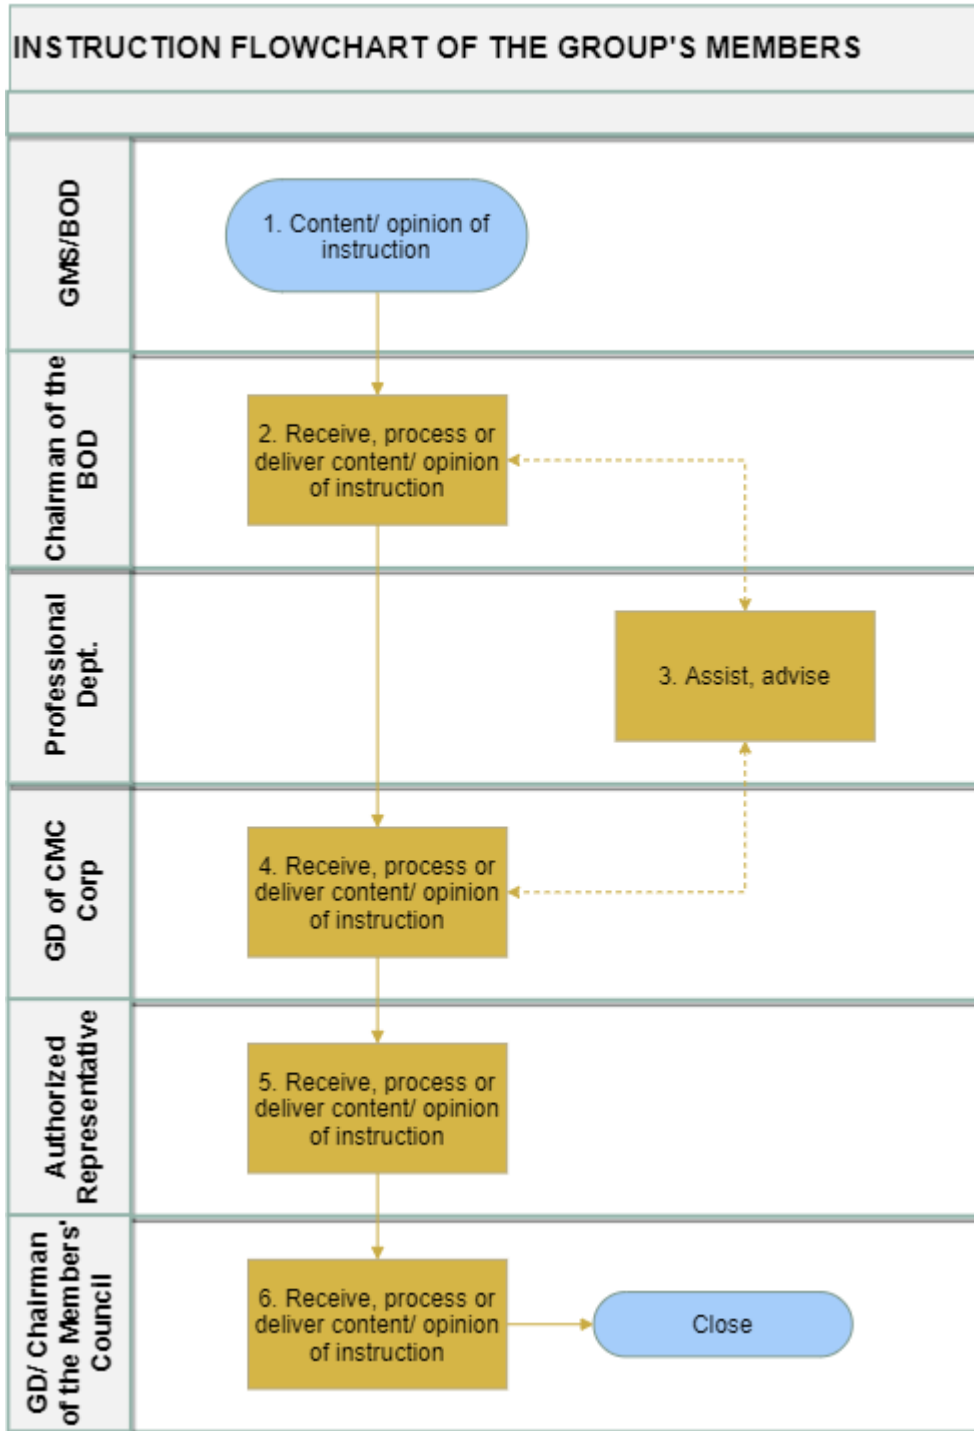 INSTRUCTION FLOWCHART OF THE GROUP'S MEMBERS
GMS/BOD
1. Content/ opinion of
instruction
Chairman of the
BOD
2. Receive, process or
deliver content/ opinion
of instruction
Professional
Dept.
3. Assist, advise
GD of CMC
Corp
4. Receive, process or
deliver content/ opinion
of instruction
Authorized
Representative
5. Receive, process or
deliver content/ opinion
of instruction
GD/ Chairman
of the Members'
Council
6. Receive, process or
deliver content/ opinion
of instruction
Close